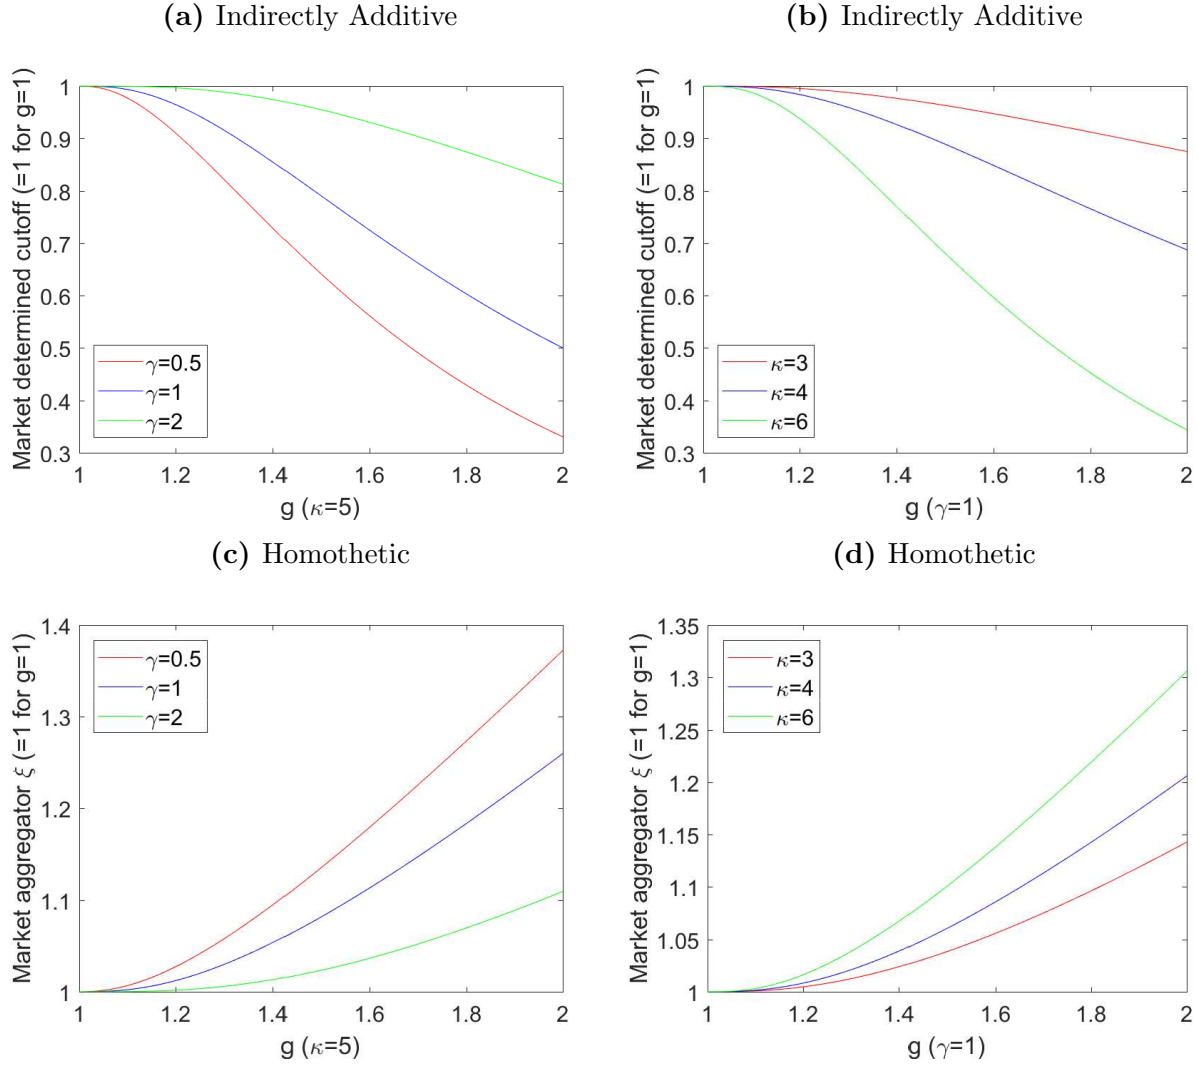 (a) Indirectly Additive
Market determined cutoff (=1 for g=1)
1
0.9
0.8
0.7
0.6
0.5
0.4
0.3
γ=0.5
γ=1
γ=2
1 1.2 1.4 1.6 1.8 2
g (κ=5)
(b) Indirectly Additive
Market determined cutoff (=1 for g=1)
1
0.9
0.8
0.7
0.6
0.5
0.4
0.3
κ=3
κ=4
κ=6
1 1.2 1.4 1.6 1.8 2
g (γ=1)
(c) Homothetic
Market aggregator ξ (=1 for g=1)
1.4
1.3
1.2
1.1
1
γ=0.5
γ=1
γ=2
1 1.2 1.4 1.6 1.8 2
g (κ=5)
(d) Homothetic
Market aggregator ξ (=1 for g=1)
1.35
1.3
1.25
1.2
1.15
1.1
1.05
1
κ=3
κ=4
κ=6
1 1.2 1.4 1.6 1.8 2
g (γ=1)